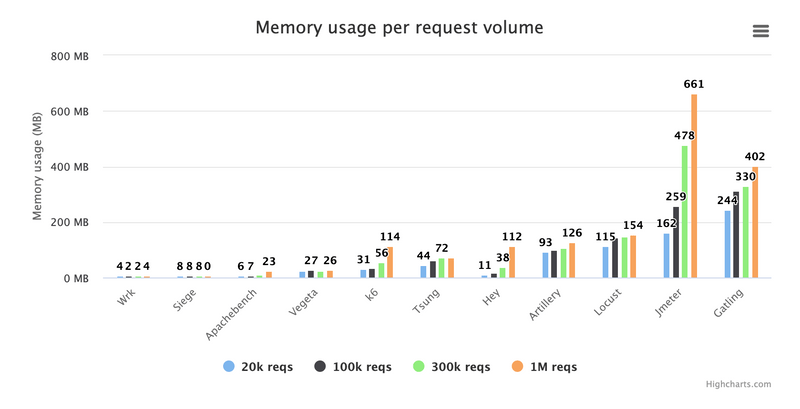 Memory usage per request volume
800 MB
600 MB
400 MB
200 MB
0 MB
Memory usage (MB)
4 2 2 4
8 8 8 0
6 7 23
27 26
31 56 114
44 72
11 38 112
93 126
115 154
162 259 478 661
244 330 402
Wrk
Siege
Apachebench
Vegeta
k6
Tsung
Hey
Artillery
Locust
Jmeter
Gatling
20k reqs 100k reqs 300k reqs 1M reqs
Highcharts.com